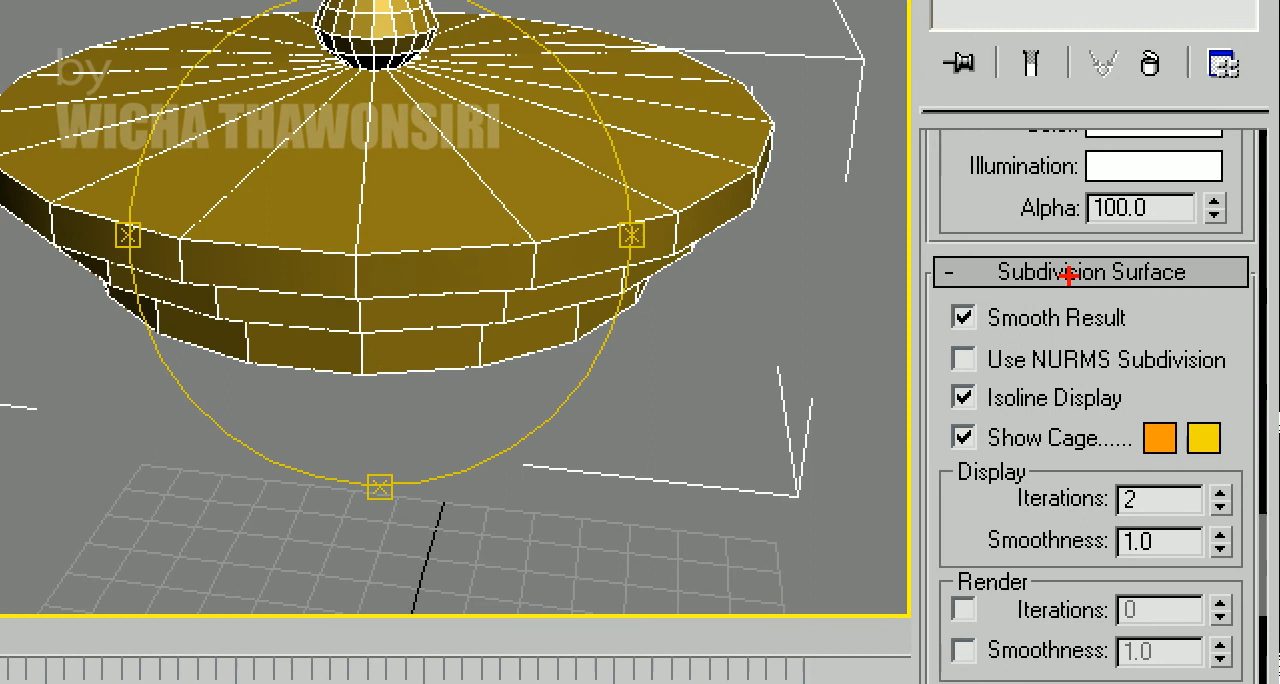 by
WICHA THAWONSIRI
Illumination:
Alpha: 100.0
- Subdivision Surface
Smooth Result
Use NURMS Subdivision
Isoline Display
Show Cage......
Display
Iterations: 2
Smoothness: 1.0
Render
Iterations: 0
Smoothness: 1.0